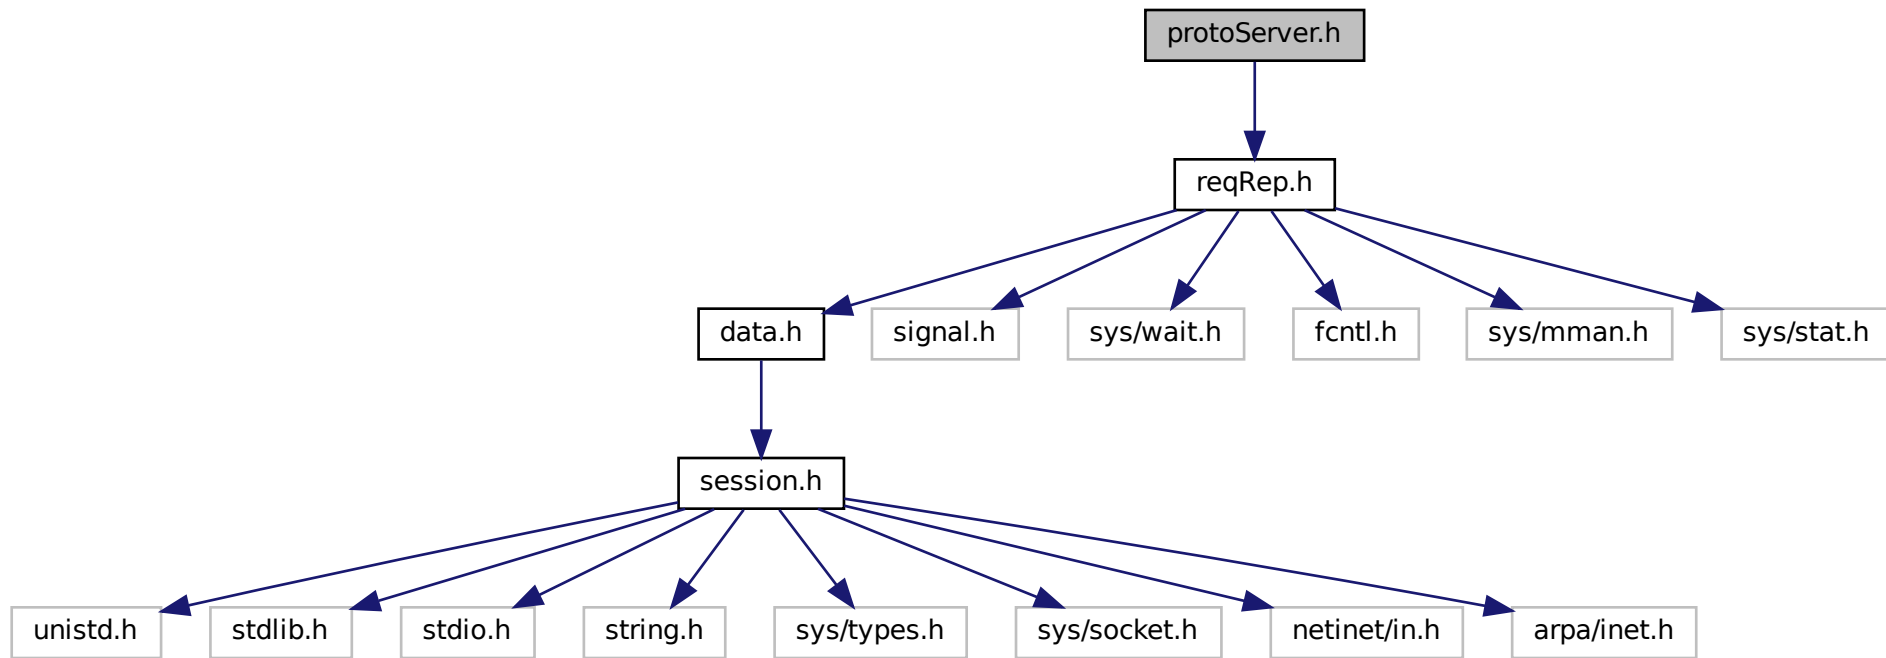 protoServer.h
reqRep.h
data.h
signal.h
sys/wait.h
fcntl.h
sys/mman.h
sys/stat.h
session.h
unistd.h
stdlib.h
stdio.h
string.h
sys/types.h
sys/socket.h
netinet/in.h
arpa/inet.h